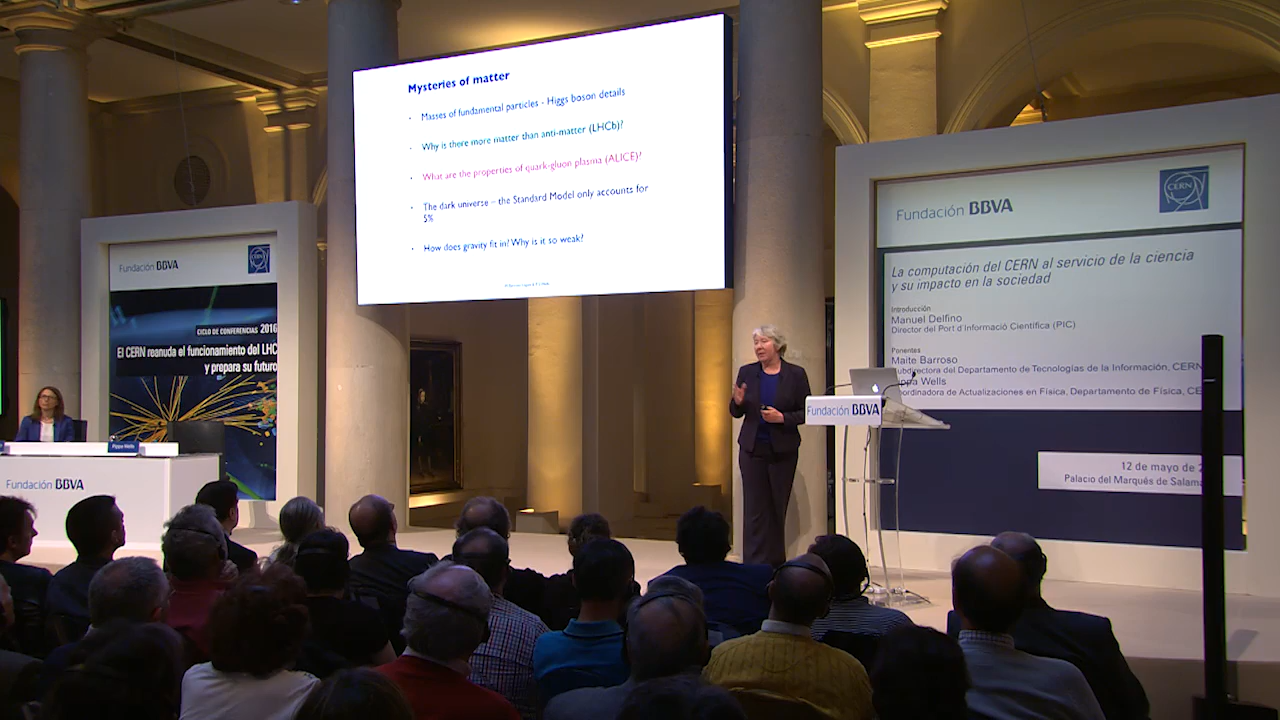 Mysteries of matter
Masses of fundamental particles - Higgs boson details
Why is there more matter than anti-matter (LHCb)?
What are the properties of quark-gluon plasma (ALICE)?
The dark universe – the Standard Model only accounts for
5%
How does gravity fit in? Why is it so weak?
Fundación BBVA
CERN
CICLO DE CONFERENCIAS 2016
El CERN reanuda el funcionamiento del LHC
y prepara su futuro
Pippa Wells
Fundación BBVA
Fundación BBVA
Fundación BBVA
CERN
La computación del CERN al servicio de la ciencia
y su impacto en la sociedad
Introducción
Manuel Delfino
Director del Port d'Informació Científica (PIC)
Ponentes
Maite Barroso
Subdirectora del Departamento de Tecnologías de la Información, CERN
Pippa Wells
Coordinadora de Actualizaciones en Física, Departamento de Física, CE
12 de mayo de 2
Palacio del Marqués de Salama